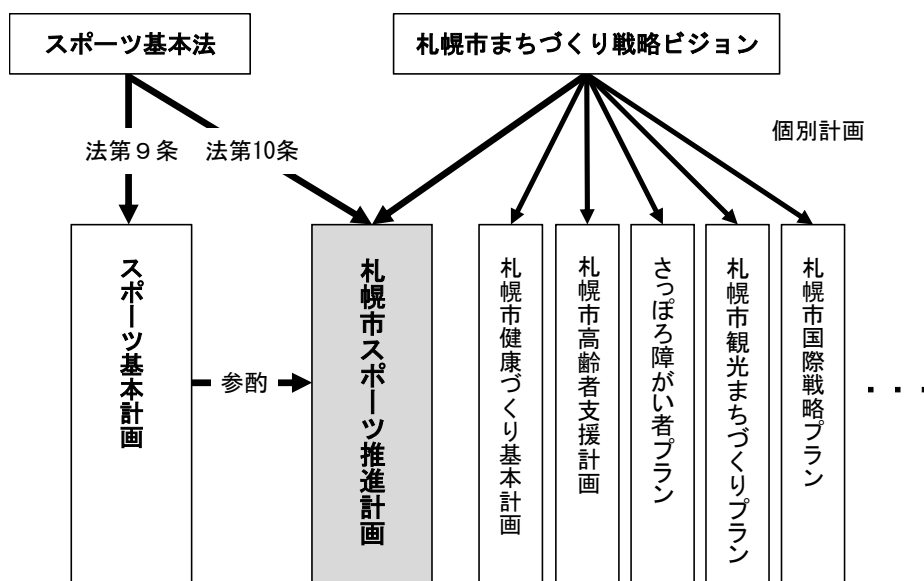 スポーツ基本法
札幌市まちづくり戦略ビジョン
法第９条
法第10条
個別計画
スポーツ基本計画
参酌
札幌市スポーツ推進計画
札幌市健康づくり基本計画
札幌市高齢者支援計画
さっぽろ障がい者プラン
札幌市観光まちづくりプラン
札幌市国際戦略プラン
・・・